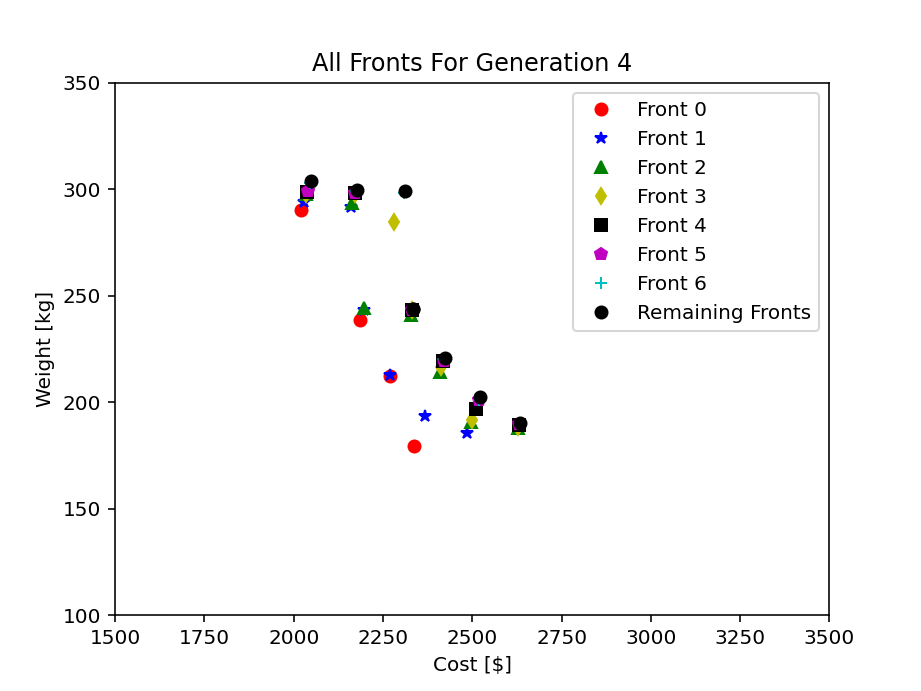 All Fronts For Generation 4
350
300
250
200
150
100
Weight [kg]
1500 1750 2000 2250 2500 2750 3000 3250 3500
Cost [$]
Front 0
Front 1
Front 2
Front 3
Front 4
Front 5
Front 6
Remaining Fronts